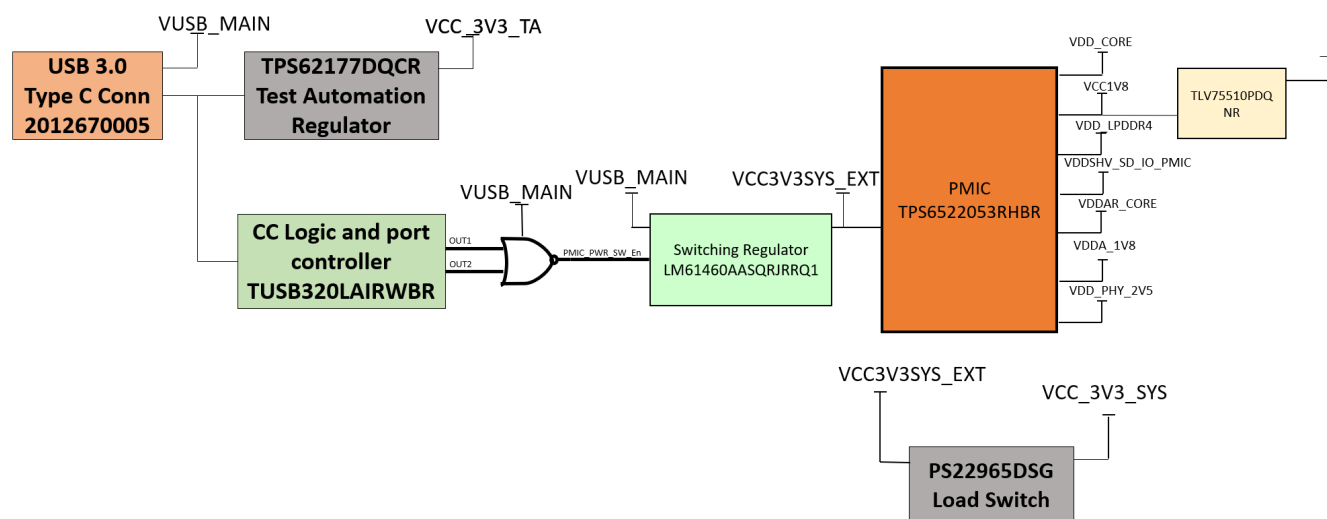 VUSB_MAIN
VCC_3V3_TA
USB 3.0
Type C Conn
2012670005
TPS62177DQCR
Test Automation
Regulator
VDD_CORE
VCC1V8
TLV75510PDQ
NR
VDD_LPDDR4
VDDSHV_SD_IO_PMIC
VDDAR_CORE
VDDA_1V8
VDD_PHY_2V5
PMIC
TPS6522053RHBR
VUSB_MAIN
VUSB_MAIN
VCC3V3SYS_EXT
CC Logic and port
controller
TUSB320LAIRWBR
OUT1
OUT2
PMIC_PWR_SW_En
Switching Regulator
LM61460AASQRJRRQ1
VCC3V3SYS_EXT
VCC_3V3_SYS
PS22965DSG
Load Switch